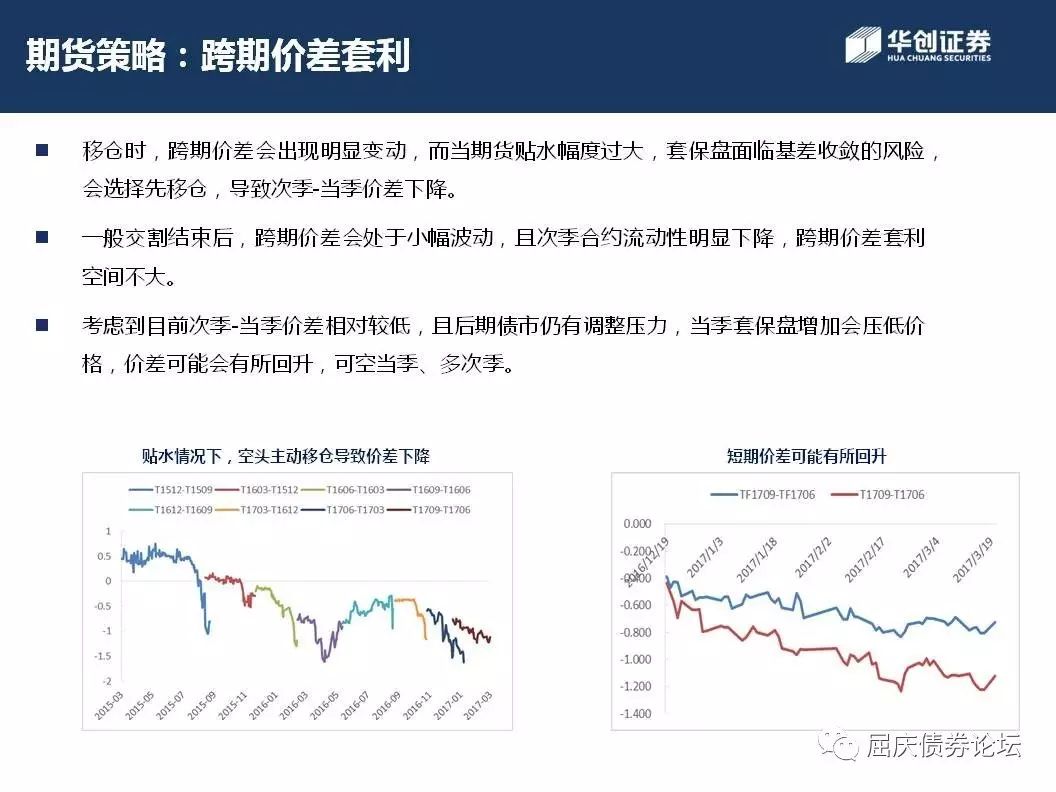 期货策略：跨期价差套利
华创证券
HUA CHUANG SECURITIES
移仓时，跨期价差会出现明显变动，而当期货贴水幅度过大，套保盘面临基差收敛的风险，
会选择先移仓，导致次季-当季价差下降。
一般交割结束后，跨期价差会处于小幅波动，且次季合约流动性明显下降，跨期价差套利
空间不大。
考虑到目前次季-当季价差相对较低，且后期债市仍有调整压力，当季套保盘增加会压低价
格，价差可能会有所回升，可空当季、多次季。
贴水情况下，空头主动移仓导致价差下降
T1512-T1509 T1603-T1512 T1606-T1603 T1609-T1606
T1612-T1609 T1703-T1612 T1706-T1703 T1709-T1706
1
0.5
0
-0.5
-1
-1.5
-2
2015-03 2015-05 2015-07 2015-09 2015-11 2016-01 2016-03 2016-05 2016-07 2016-09 2016-11 2017-01 2017-03
短期价差可能有所回升
TF1709-TF1706 T1709-T1706
0.000
-0.200
-0.400
-0.600
-0.800
-1.000
-1.200
-1.400
2016/12/19 2017/1/3 2017/1/18 2017/2/2 2017/2/17 2017/3/4 2017/3/19
屈庆债券论坛